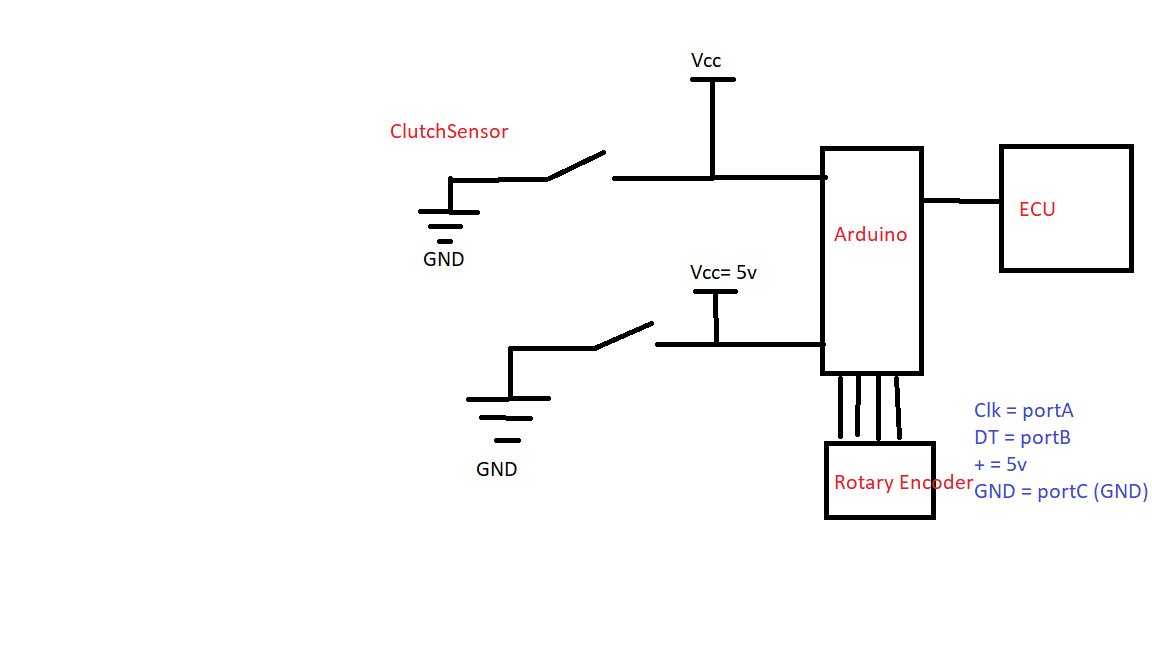 Vcc
ClutchSensor
ECU
Arduino
GND
Vcc= 5v
Clk = portA
DT = portB
+ = 5v
GND
Rotary Encoder
GND = portC (GND)